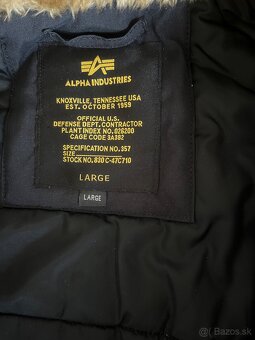 ALPHA INDUSTRIES
KNOXVILLE, TENNESSEE USA
EST. OCTOBER 1959
OFFICIAL U.S.
DEFENSE DEPT. CONTRACTOR
PLANT INDEX NO. 026200
CAGE CODE 3A382
SPECIFICATION NO. 357
SIZE
STOCK NO. 830 C-47C710
LARGE
LARGE
bazos.sk